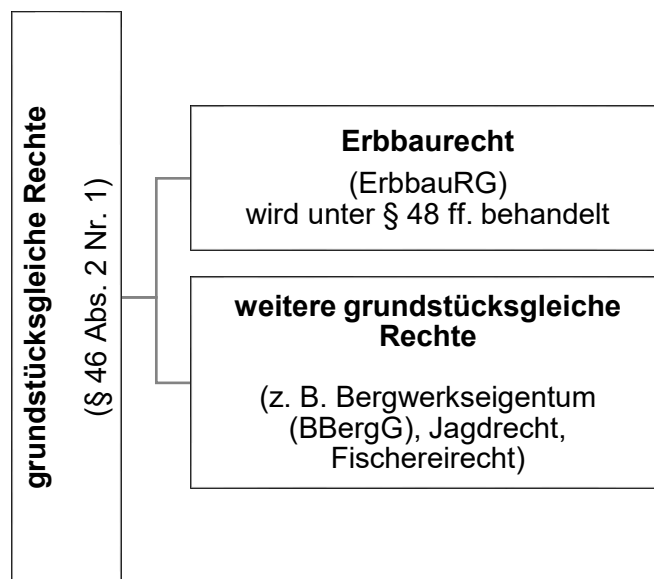 grundstücksgleiche Rechte
(§ 46 Abs. 2 Nr. 1)
Erbbaurecht
(ErbbauRG)
wird unter § 48 ff. behandelt
weitere grundstücksgleiche
Rechte
(z. B. Bergwerkseigentum
(BBergG), Jagdrecht,
Fischereirecht)